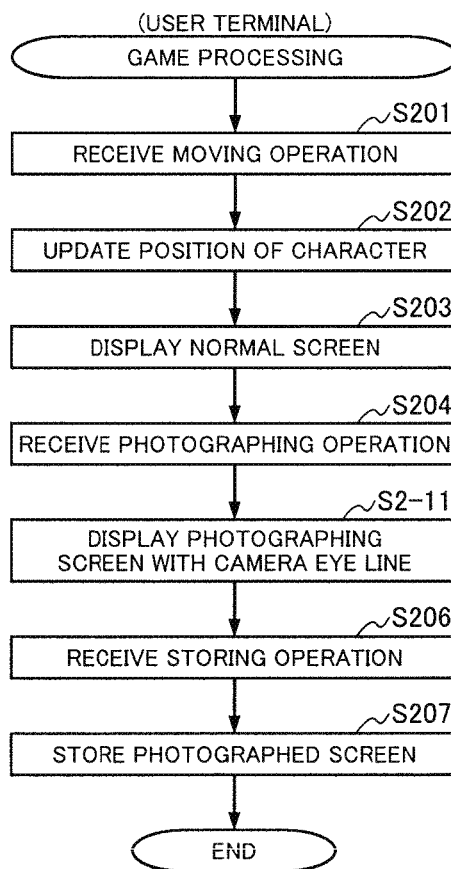 (USER TERMINAL)
GAME PROCESSING
S201
RECEIVE MOVING OPERATION
S202
UPDATE POSITION OF CHARACTER
S203
DISPLAY NORMAL SCREEN
S204
RECEIVE PHOTOGRAPHING OPERATION
S2-11
DISPLAY PHOTOGRAPHING
SCREEN WITH CAMERA EYE LINE
S206
RECEIVE STORING OPERATION
S207
STORE PHOTOGRAPHED SCREEN
END